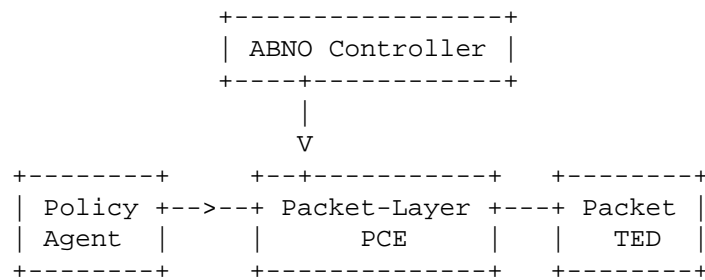 ABNO Controller
Policy Packet-Layer Packet
Agent PCE TED